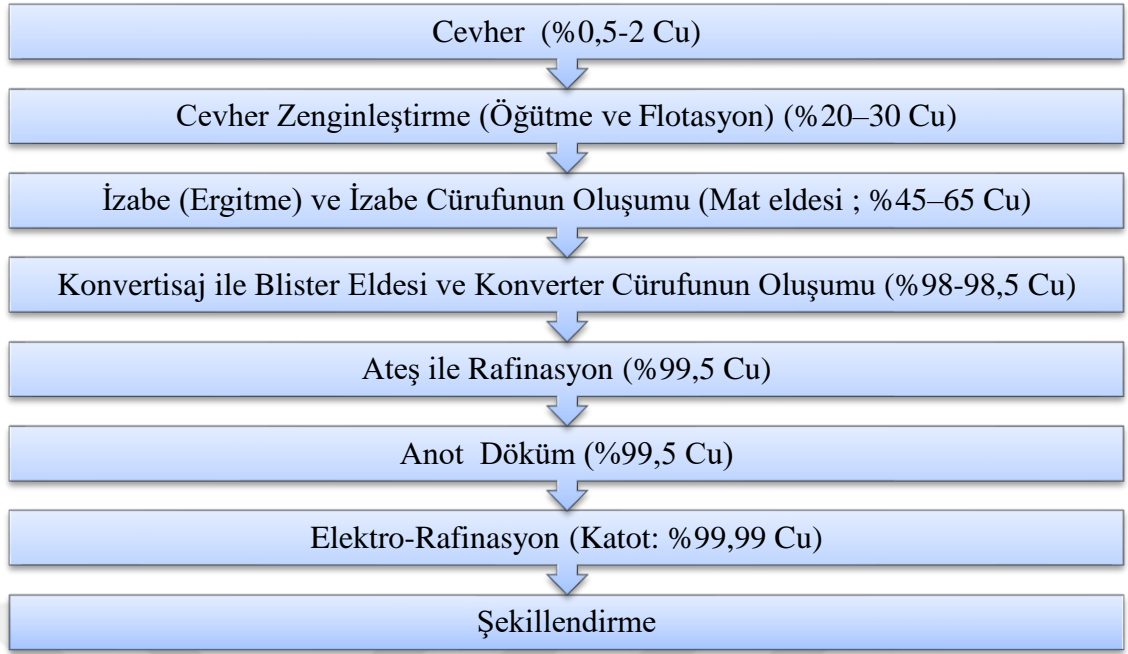 Cevher (%0,5-2 Cu)
Cevher Zenginleştirme (Öğütme ve Flotasyon) (%20–30 Cu)
İzabe (Ergitme) ve İzabe Cürufunun Oluşumu (Mat eldesi ; %45–65 Cu)
Konvertisaj ile Blister Eldesi ve Konverter Cürufunun Oluşumu (%98-98,5 Cu)
Ateş ile Rafinasyon (%99,5 Cu)
Anot Döküm (%99,5 Cu)
Elektro-Rafinasyon (Katot: %99,99 Cu)
Şekillendirme